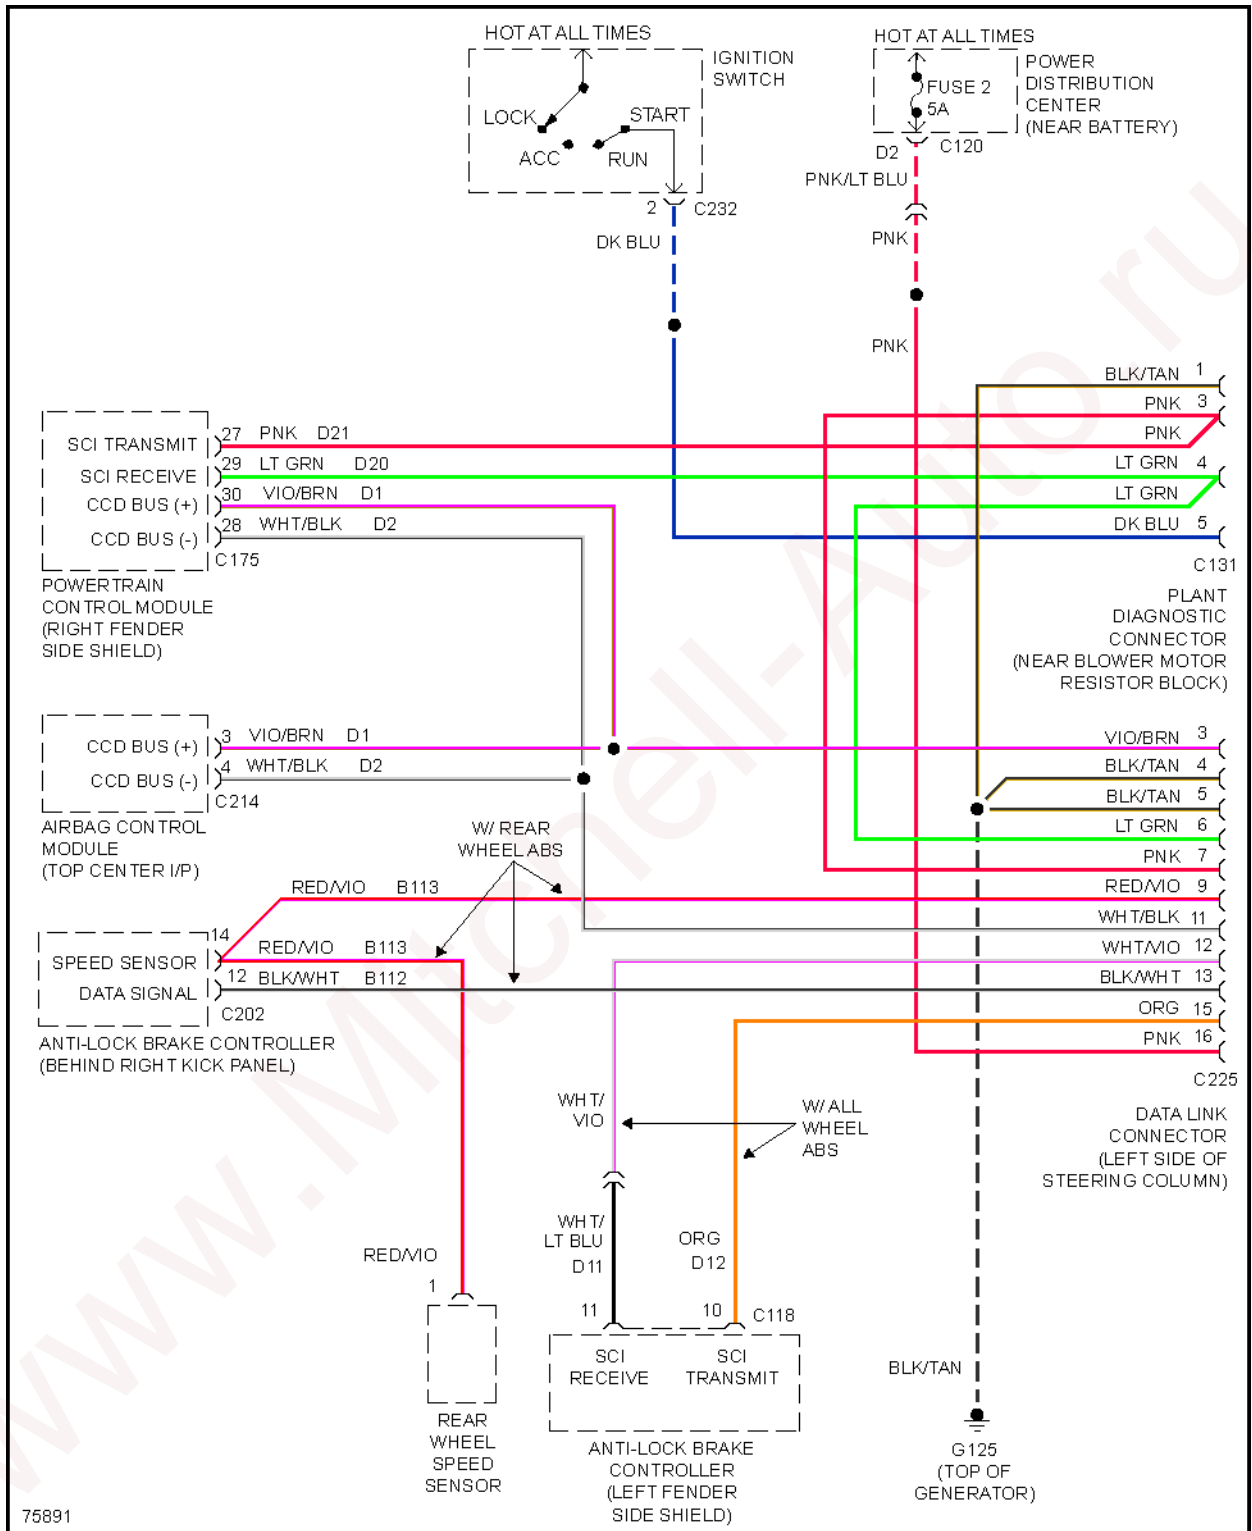 HOT AT ALL TIMES
IGNITION
SWITCH
LOCK
START
ACC
RUN
2
C232
DK BLU
HOT AT ALL TIMES
POWER
DISTRIBUTION
CENTER
(NEAR BATTERY)
FUSE 2
5A
D2
C120
PNK/LT BLU
PNK
PNK
BLK/TAN 1
PNK 3
PNK
LT GRN 4
LT GRN
DK BLU 5
C131
PLANT
DIAGNOSTIC
CONNECTOR
(NEAR BLOWER MOTOR
RESISTOR BLOCK)
SCI TRANSMIT
27 PNK D21
SCI RECEIVE
29 LT GRN D20
CCD BUS (+)
30 VIO/BRN D1
CCD BUS (-)
28 WHT/BLK D2
C175
POWERTRAIN
CONTROL MODULE
(RIGHT FENDER
SIDE SHIELD)
CCD BUS (+)
3 VIO/BRN D1
CCD BUS (-)
4 WHT/BLK D2
C214
AIRBAG CONTROL
MODULE
(TOP CENTER I/P)
W/ REAR
WHEEL ABS
RED/VIO B113
14
RED/VIO B113
SPEED SENSOR
12 BLK/WHT B112
DATA SIGNAL
C202
ANTI-LOCK BRAKE CONTROLLER
(BEHIND RIGHT KICK PANEL)
VIO/BRN 3
BLK/TAN 4
BLK/TAN 5
LT GRN 6
PNK 7
RED/VIO 9
WHT/BLK 11
WHT/VIO 12
BLK/WHT 13
ORG 15
PNK 16
C225
DATA LINK
CONNECTOR
(LEFT SIDE OF
STEERING COLUMN)
WHT/
VIO
W/ ALL
WHEEL
ABS
WHT/
LT BLU
D11
ORG
D12
RED/VIO
1
11
10
C118
SCI
RECEIVE
SCI
TRANSMIT
REAR
WHEEL
SPEED
SENSOR
ANTI-LOCK BRAKE
CONTROLLER
(LEFT FENDER
SIDE SHIELD)
BLK/TAN
G125
(TOP OF
GENERATOR)
75891
www.Mitchell-Auto.ru